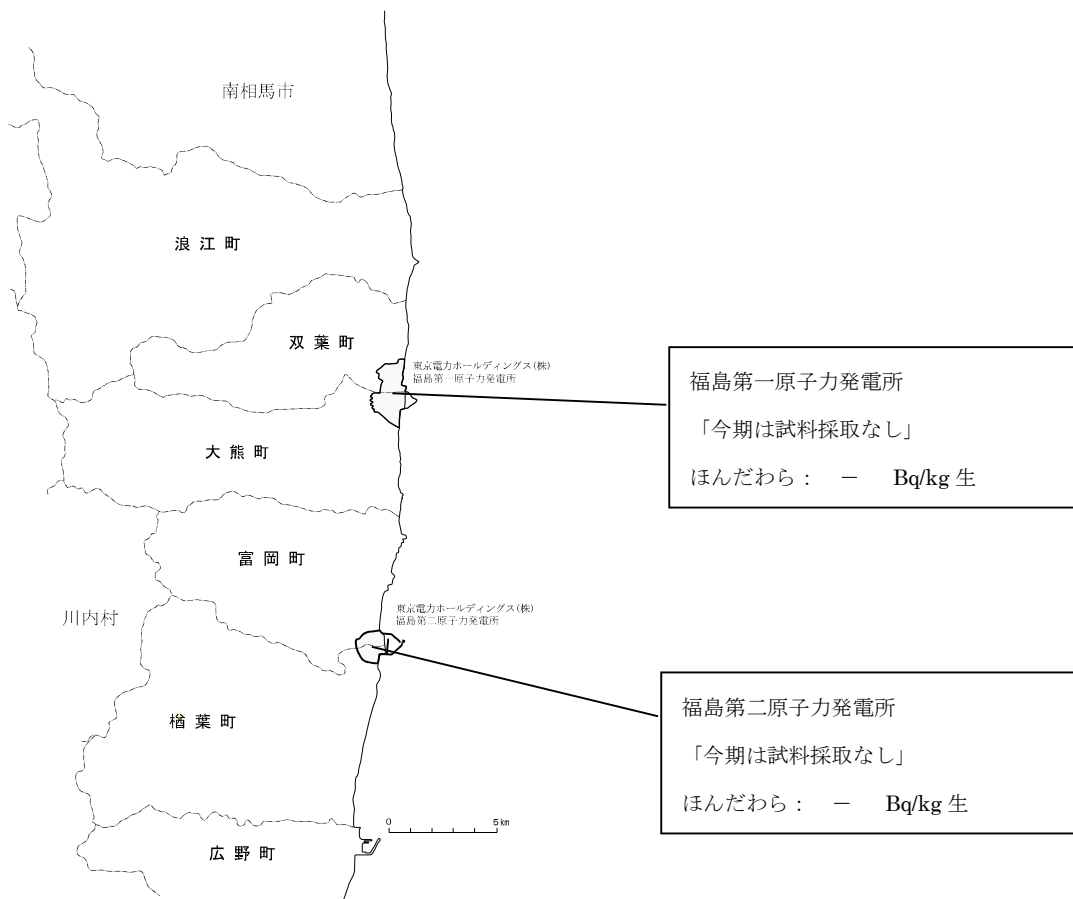 南相馬市
浪江町
双葉町
東京電力ホールディングス(株)
福島第一原子力発電所
福島第一原子力発電所
「今期は試料採取なし」
ほんだわら： － Bq/kg 生
大熊町
富岡町
川内村
東京電力ホールディングス(株)
福島第二原子力発電所
福島第二原子力発電所
「今期は試料採取なし」
ほんだわら： － Bq/kg 生
楢葉町
0 5km
広野町